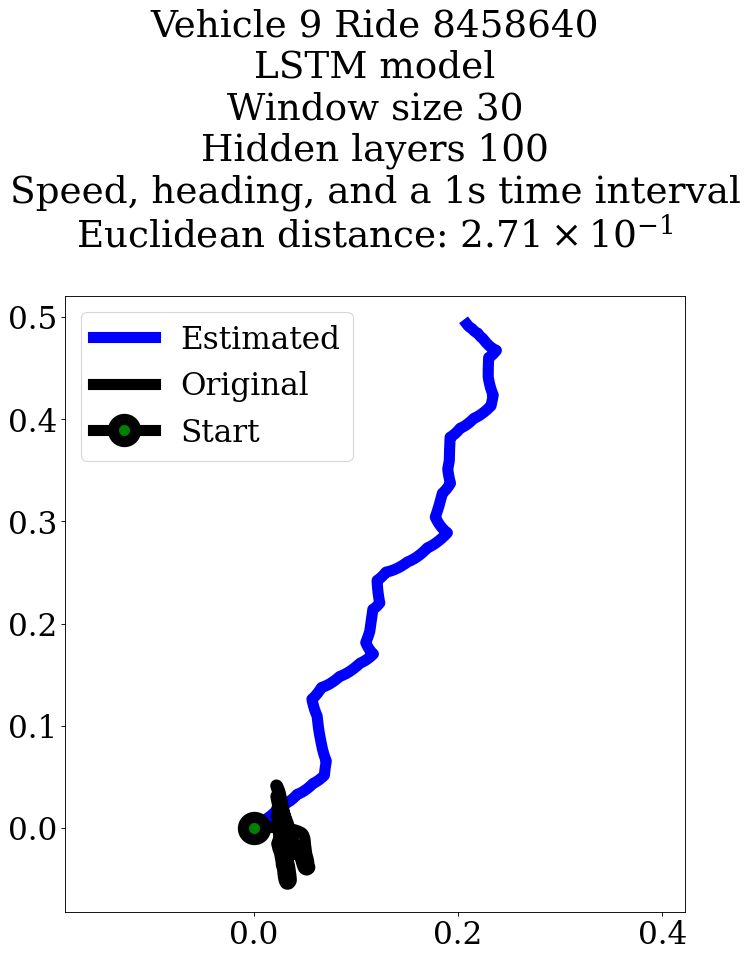 Vehicle 9 Ride 8458640
LSTM model
Window size 30
Hidden layers 100
Speed, heading, and a 1s time interval
Euclidean distance: 2.71 × 10⁻¹
Estimated
Original
Start
0.5
0.4
0.3
0.2
0.1
0.0
0.0 0.2 0.4